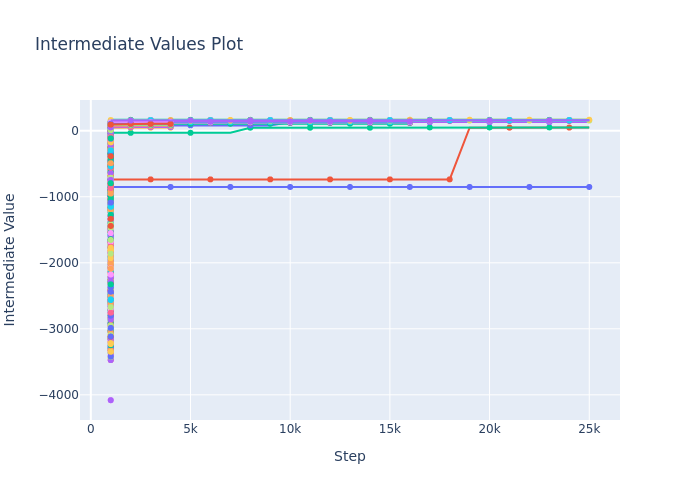 Intermediate Values Plot
Intermediate Value
0
−1000
−2000
−3000
−4000
0
5k
10k
15k
20k
25k
Step